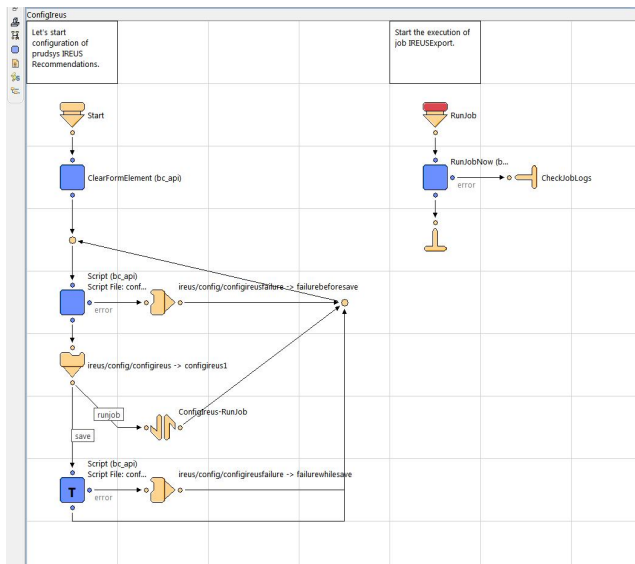 ConfigIreus
Let's start
configuration of
prudsys IREUS
Recommendations.
Start the execution of
job IREUSExport.
Start
RunJob
ClearFormElement (bc_api)
RunJobNow (b...
error
CheckJobLogs
Script (bc_api)
Script File: conf...
ireus/config/configireusfailure -> failurebeforesave
error
ireus/config/configireus -> configireus1
runjob
ConfigIreus-RunJob
save
Script (bc_api)
Script File: conf...
ireus/config/configireusfailure -> failurewhilesave
T
error